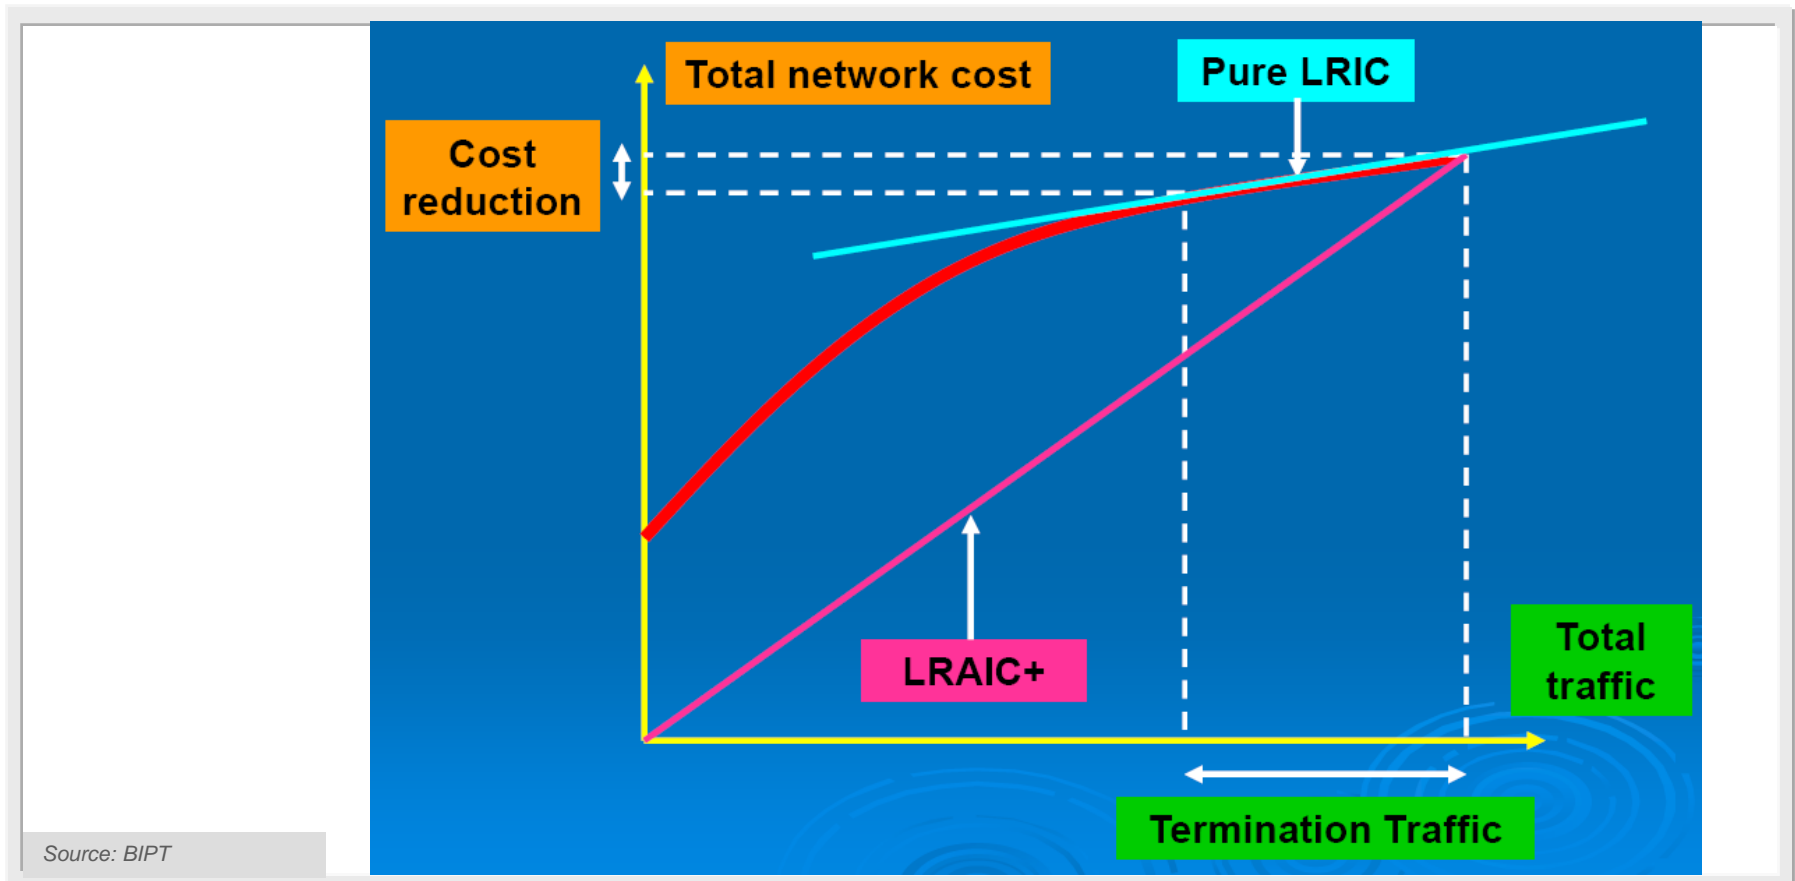 Total network cost
Pure LRIC
Cost
reduction
LRAIC+
Total
traffic
Termination Traffic
Source: BIPT